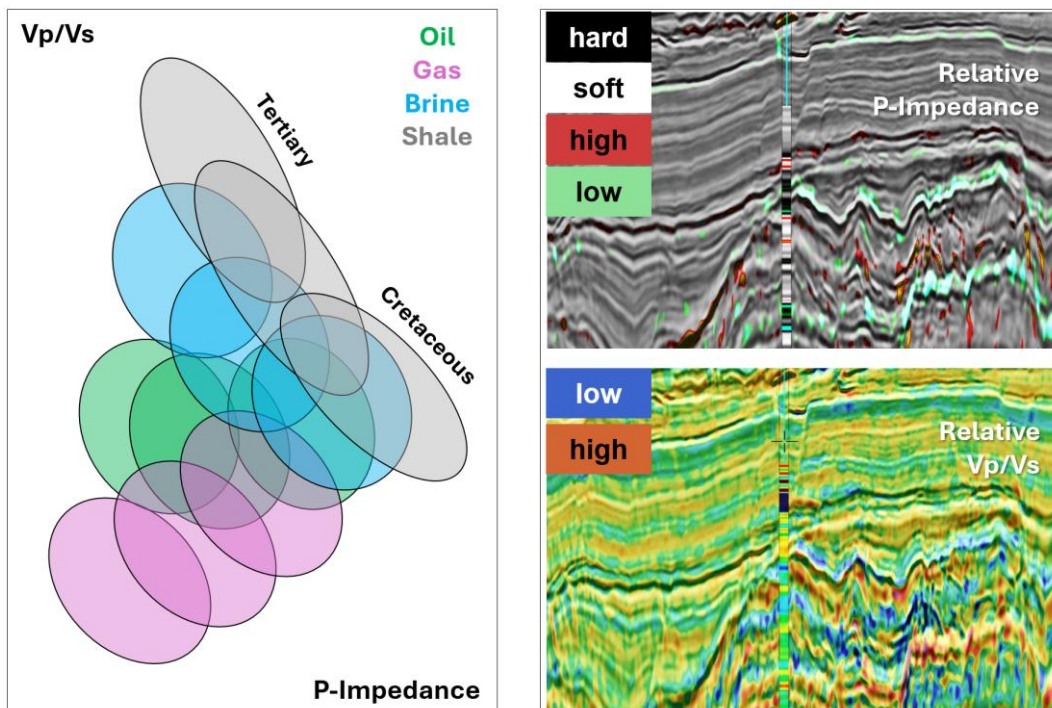 Vp/Vs
Oil
Gas
Brine
Shale
Tertiary
Cretaceous
P-Impedance
hard
soft
high
low
Relative
P-Impedance
low
high
Relative
Vp/Vs